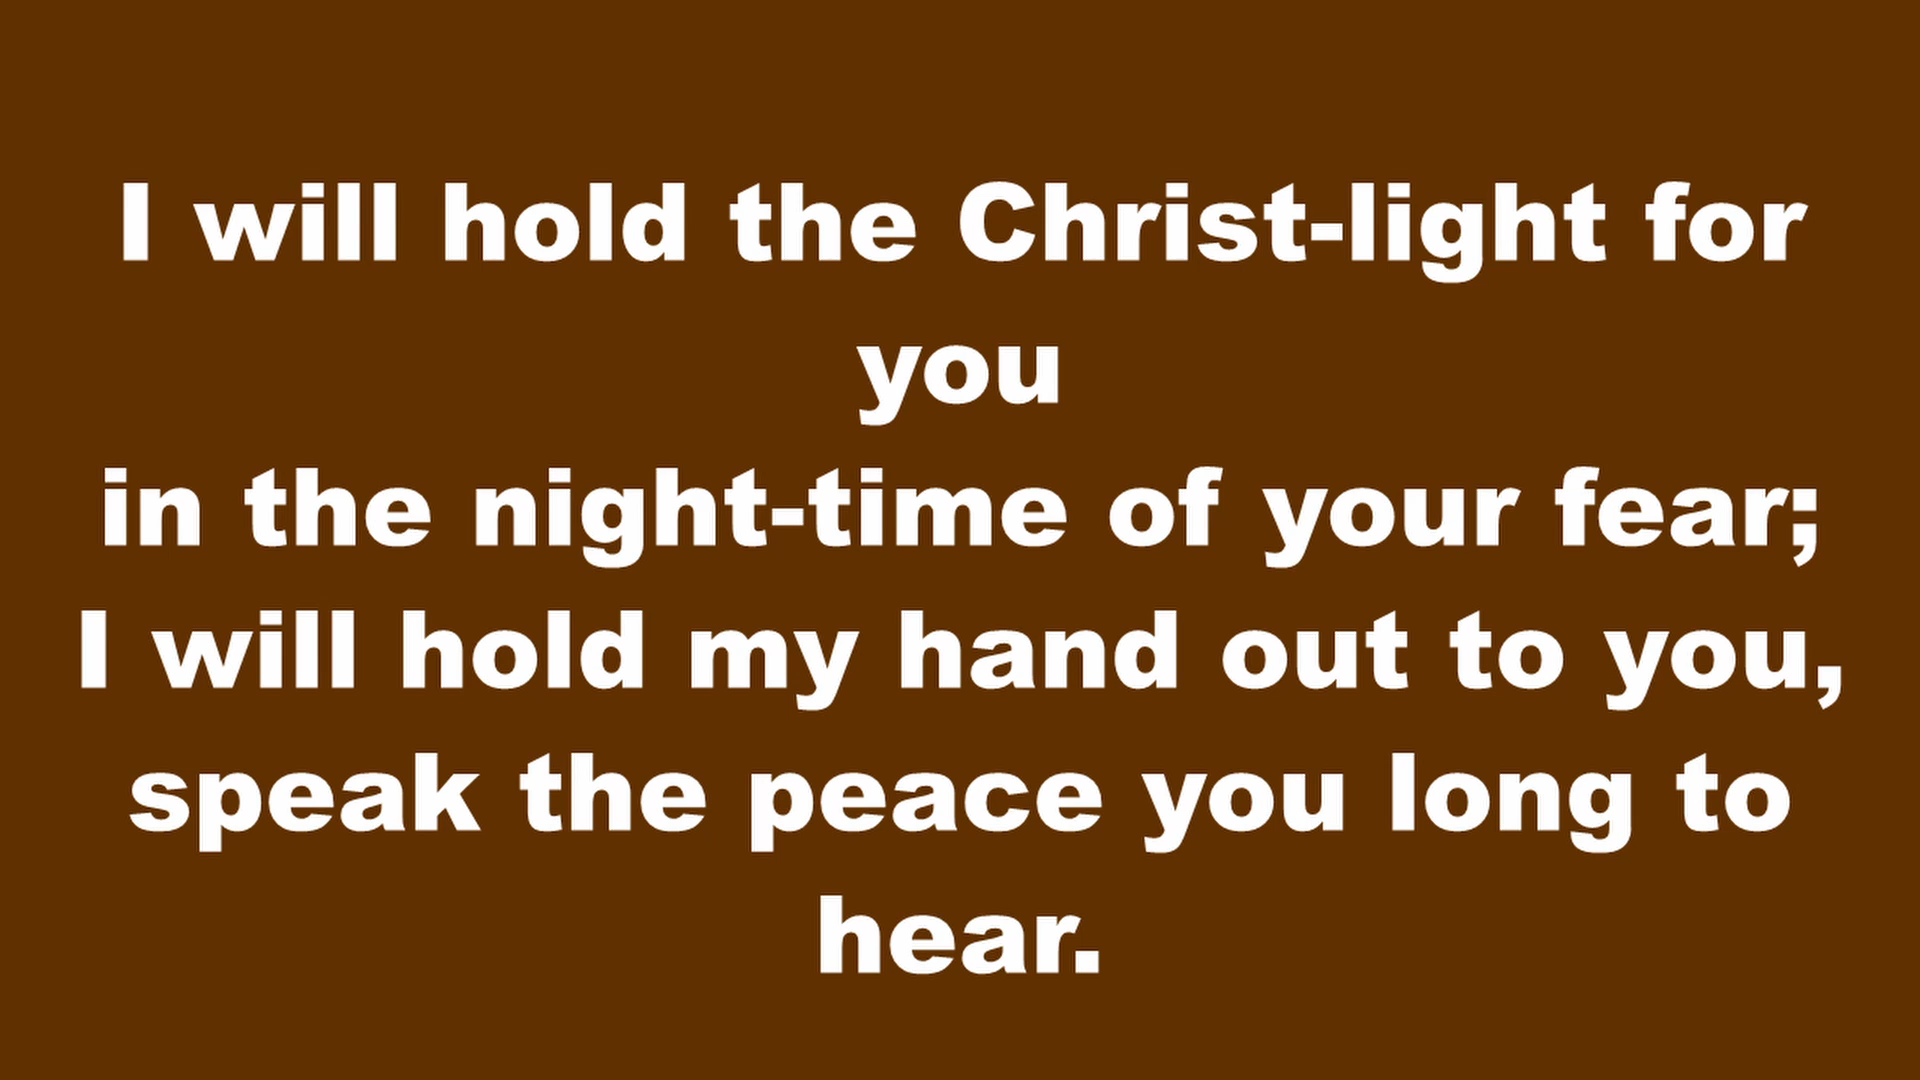 I will hold the Christ-light for
you
in the night-time of your fear;
I will hold my hand out to you,
speak the peace you long to
hear.